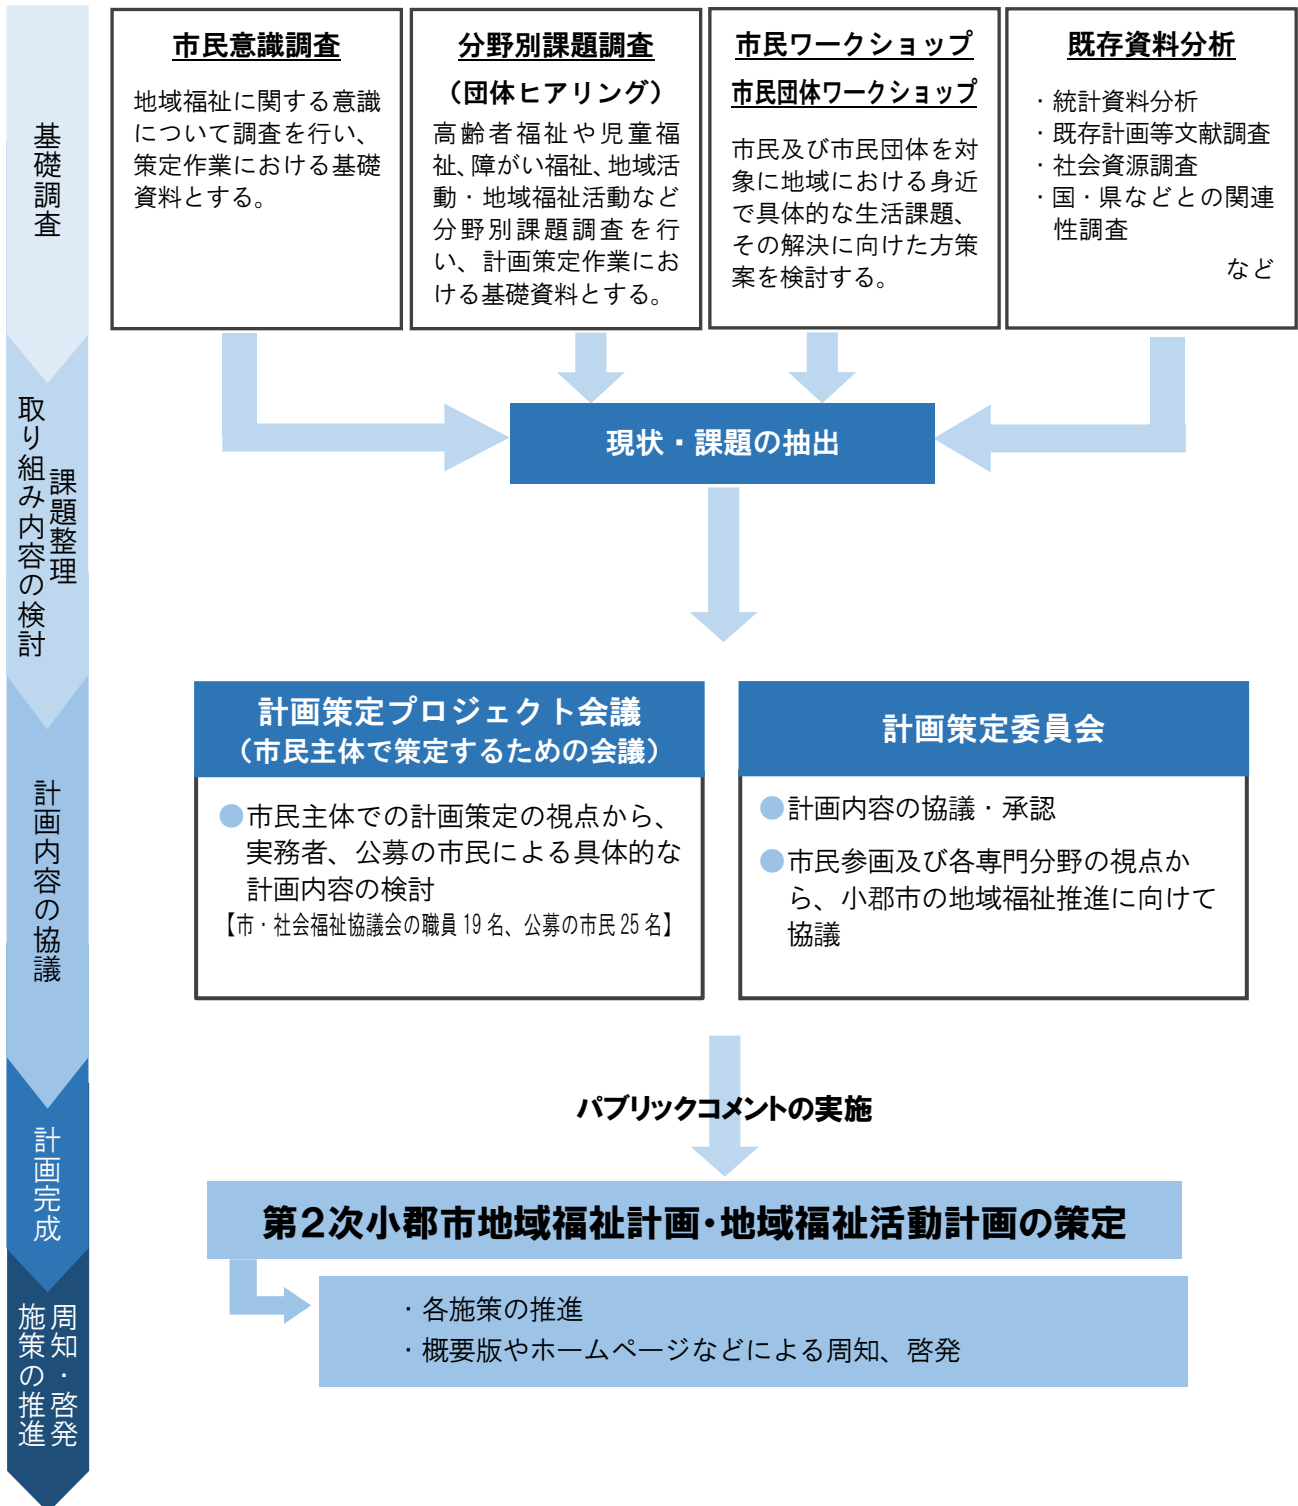 基礎調査
市民意識調査
地域福祉に関する意識
について調査を行い、
策定作業における基礎
資料とする。
分野別課題調査
（団体ヒアリング）
高齢者福祉や児童福
祉、障がい福祉、地域活
動・地域福祉活動など
分野別課題調査を行
い、計画策定作業にお
ける基礎資料とする。
市民ワークショップ
市民団体ワークショップ
市民及び市民団体を対
象に地域における身近
で具体的な生活課題、
その解決に向けた方策
案を検討する。
既存資料分析
・統計資料分析
・既存計画等文献調査
・社会資源調査
・国・県などとの関連
性調査
など
課題整理
取り組み内容の検討
現状・課題の抽出
計画内容の協議
計画策定プロジェクト会議
（市民主体で策定するための会議）
●市民主体での計画策定の視点から、
実務者、公募の市民による具体的な
計画内容の検討
【市・社会福祉協議会の職員19名、公募の市民25名】
計画策定委員会
●計画内容の協議・承認
●市民参画及び各専門分野の視点か
ら、小郡市の地域福祉推進に向けて
協議
パブリックコメントの実施
計画完成
第2次小郡市地域福祉計画・地域福祉活動計画の策定
周知・啓発
施策の推進
・各施策の推進
・概要版やホームページなどによる周知、啓発